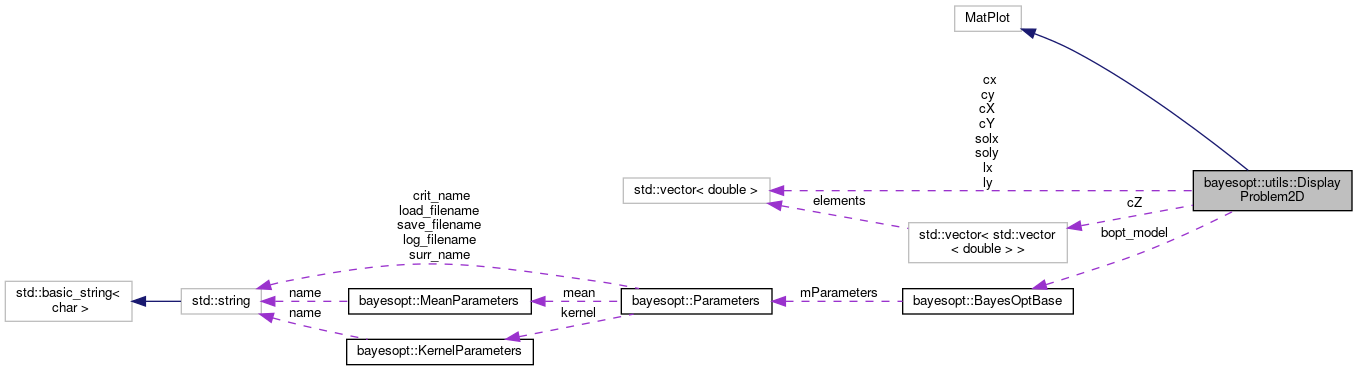 MatPlot
cx
cy
cX
cY
solx
soly
lx
ly
bayesopt::utils::Display
Problem2D
std::vector< double >
elements
cZ
std::vector< std::vector
< double > >
bopt_model
crit_name
load_filename
save_filename
log_filename
surr_name
std::basic_string<
char >
std::string
name
name
bayesopt::MeanParameters
mean
kernel
bayesopt::Parameters
mParameters
bayesopt::BayesOptBase
bayesopt::KernelParameters